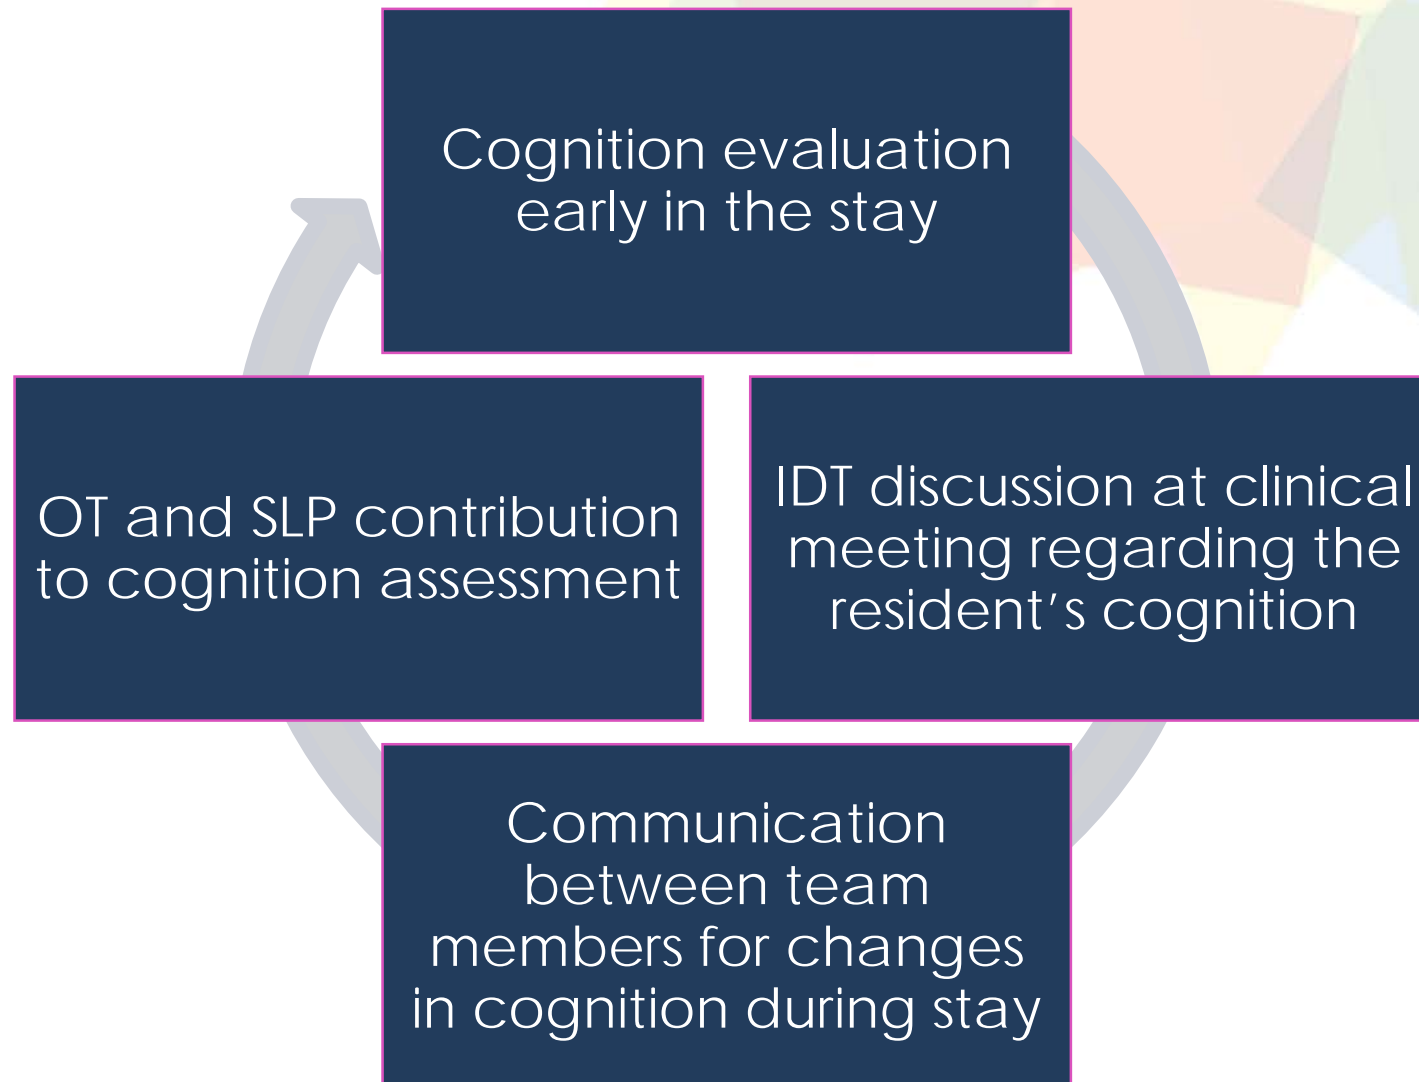 Cognition evaluation
early in the stay
IDT discussion at clinical
meeting regarding the
resident’s cognition
Communication
between team
members for changes
in cognition during stay
OT and SLP contribution
to cognition assessment